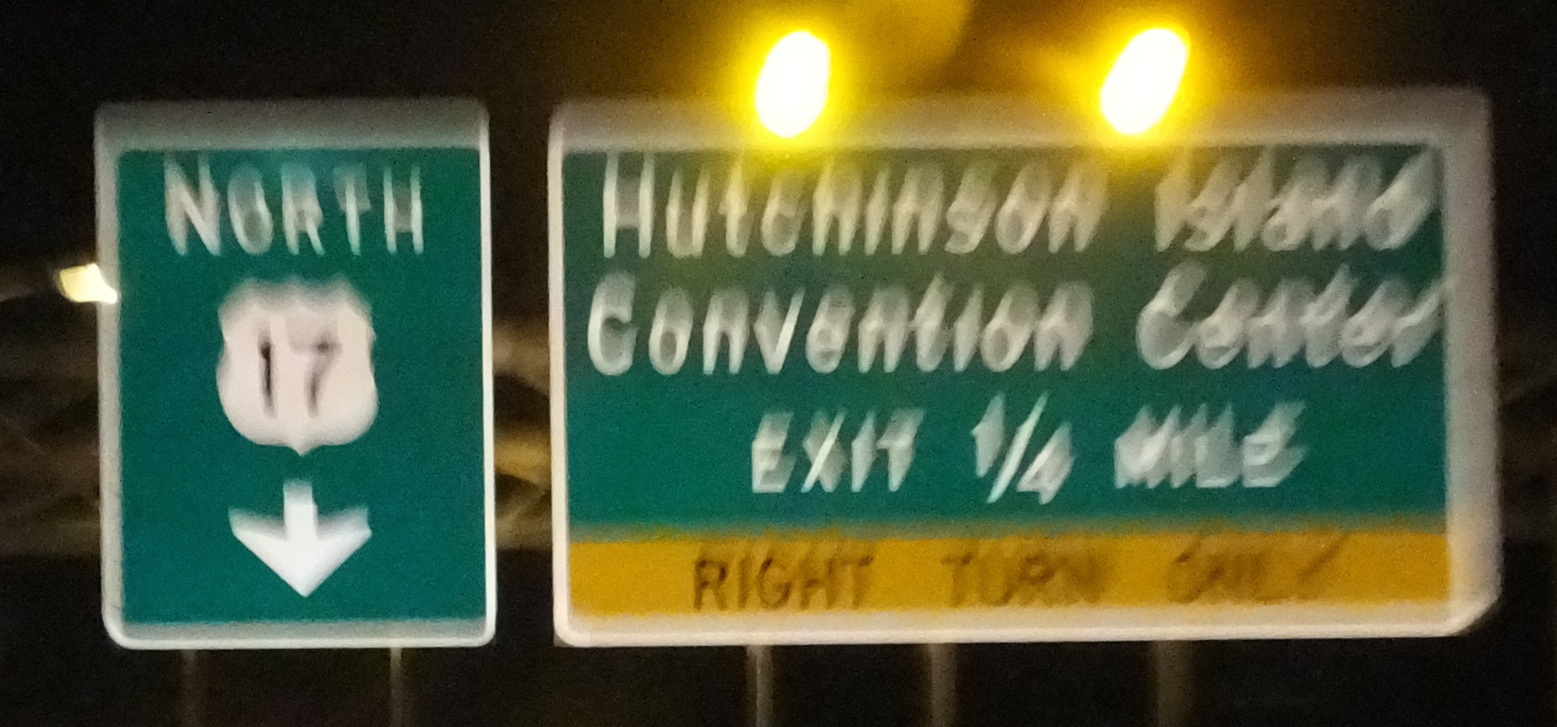 NORTH
17
Hutchinson Island
Convention Center
EXIT 1/4 MILE
RIGHT TURN ONLY